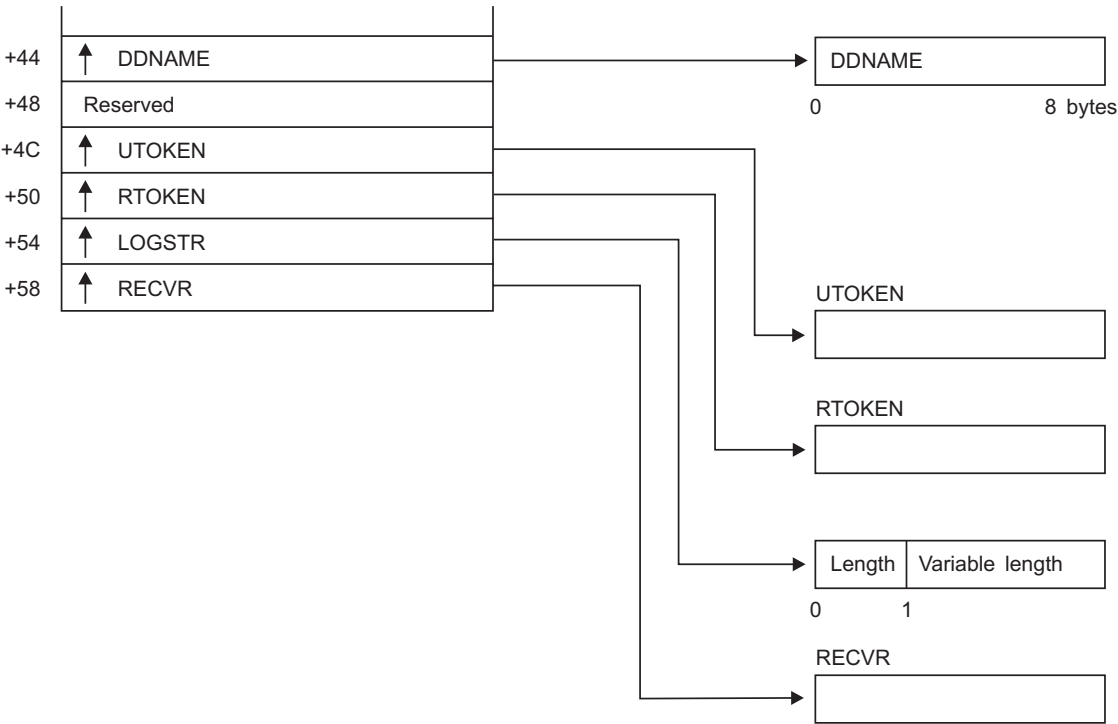 +44 DDNAME DDNAME
+48 Reserved 0 8 bytes
+4C UTOKEN
+50 RTOKEN
+54 LOGSTR
+58 RECVR
UTOKEN
RTOKEN
Length Variable length
0 1
RECVR